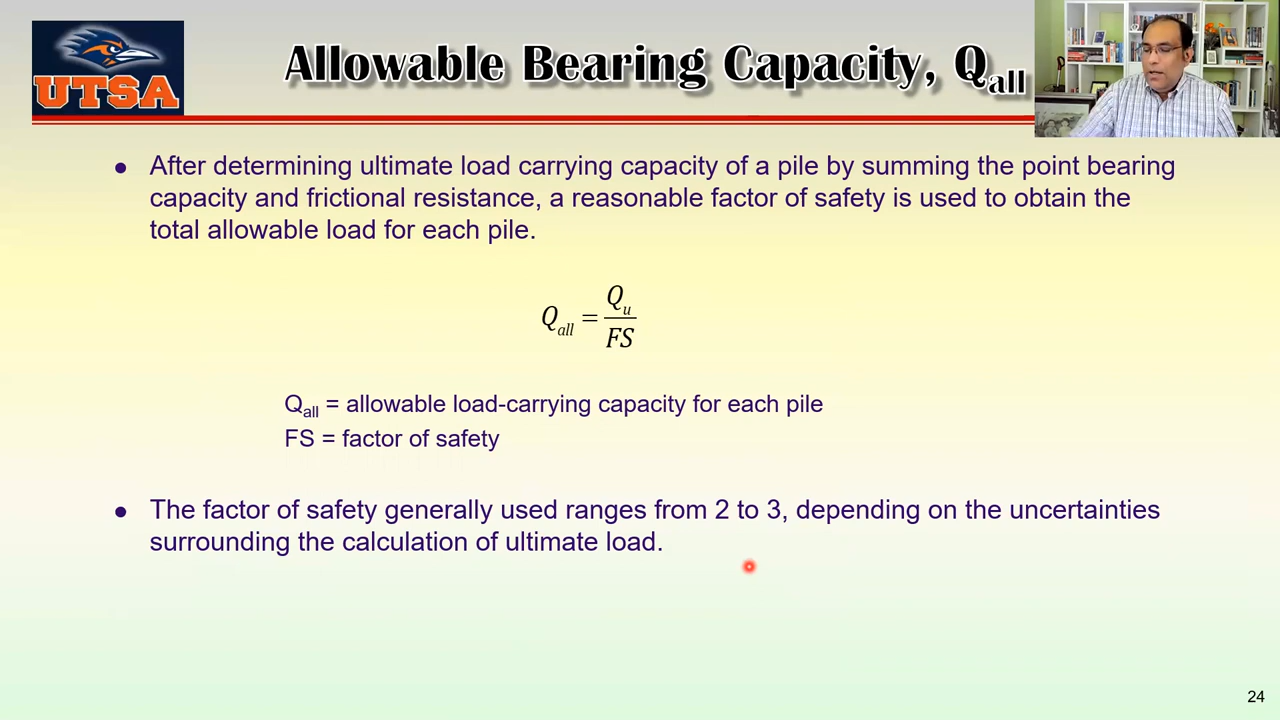 UTSA
Allowable Bearing Capacity, Qall
● After determining ultimate load carrying capacity of a pile by summing the point bearing
capacity and frictional resistance, a reasonable factor of safety is used to obtain the
total allowable load for each pile.
Qall = Qu / FS
Qall = allowable load-carrying capacity for each pile
FS = factor of safety
● The factor of safety generally used ranges from 2 to 3, depending on the uncertainties
surrounding the calculation of ultimate load.
24